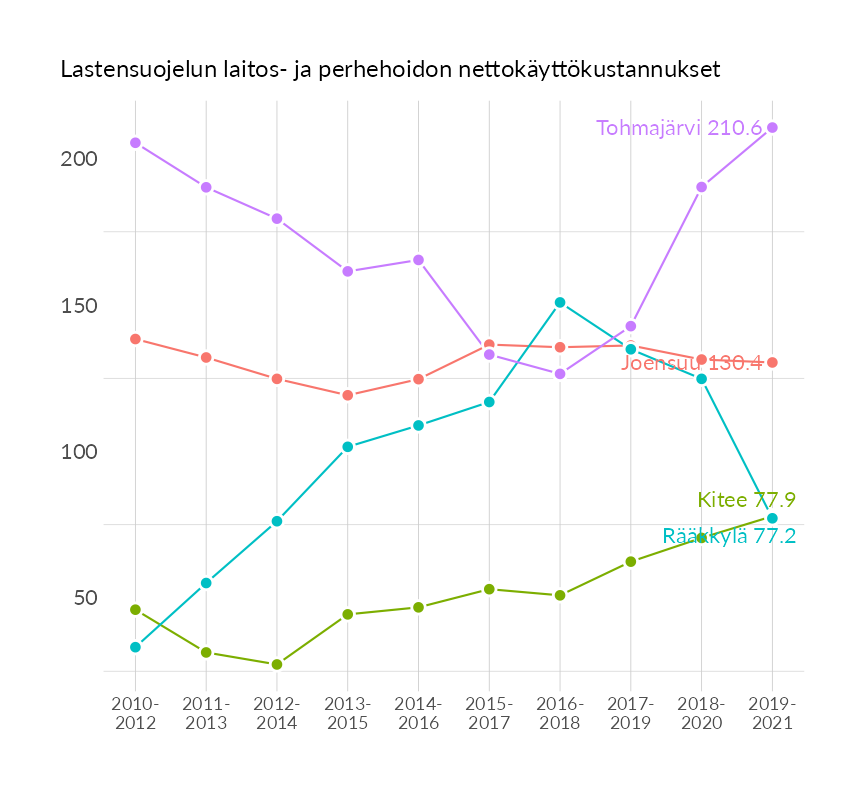 Lastensuojelun laitos- ja perhehoidon nettokäyttökustannukset
Tohmajärvi 210.6
200
150
Joensuu 130.4
100
Kitee 77.9
Rääkkylä 77.2
50
2010- 2011- 2012- 2013- 2014- 2015- 2016- 2017- 2018- 2019-
2012 2013 2014 2015 2016 2017 2018 2019 2020 2021